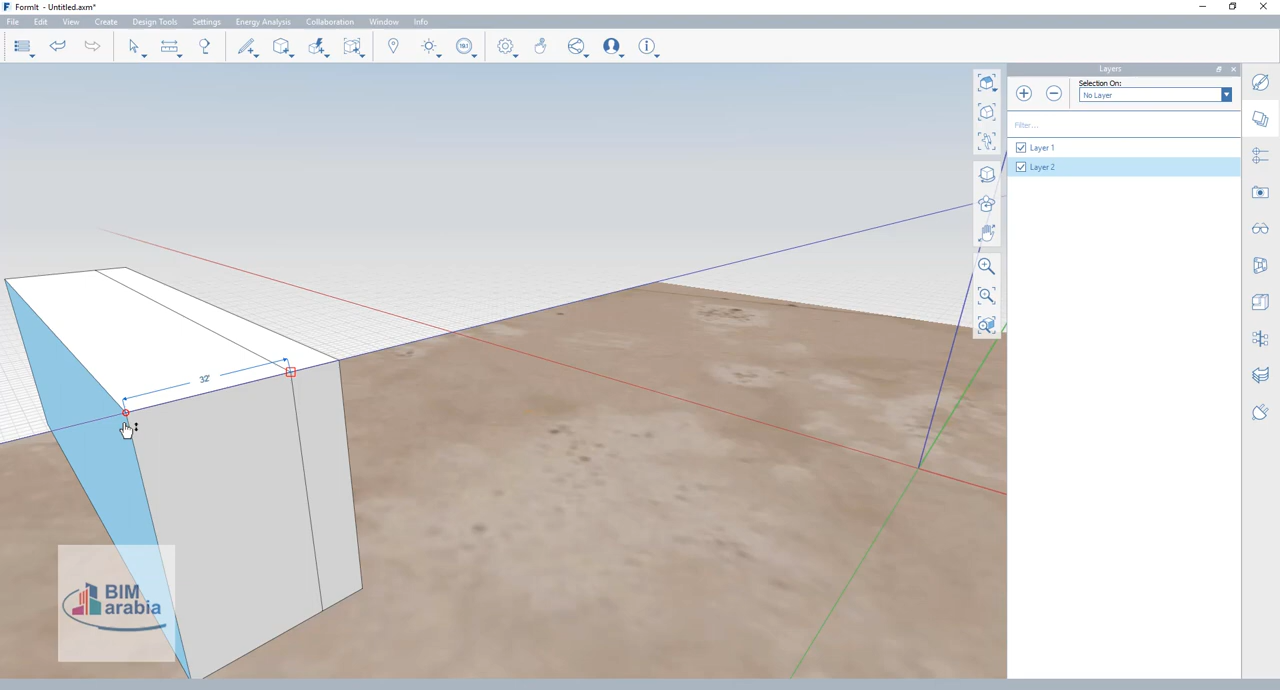 FormIt - Untitled.axm*
File Edit View Create Design Tools Settings Energy Analysis Collaboration Window Info
Layers
Selection On:
No Layer
Filter...
Layer 1
Layer 2
32'
BIM
arabia